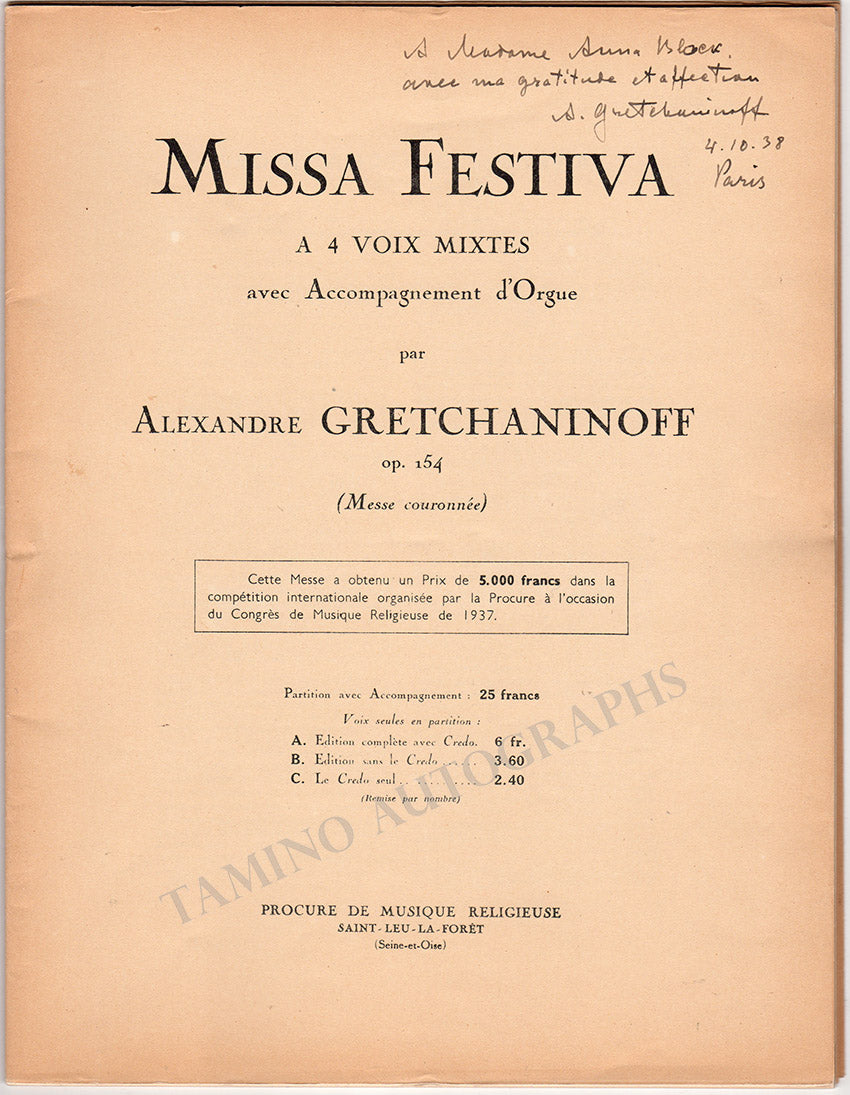 A Madame Anna Block,
avec ma gratitude et affection
A. Gretchaninoff
4.10.38
Paris
MISSA FESTIVA
A 4 VOIX MIXTES
avec Accompagnement d'Orgue
par
ALEXANDRE GRETCHANINOFF
op. 154
(Messe couronnée)
Cette Messe a obtenu un Prix de 5.000 francs dans la
compétition internationale organisée par la Procure à l'occasion
du Congrès de Musique Religieuse de 1937.
Partition avec Accompagnement : 25 francs
Voix seules en partition :
A. Edition complète avec Credo. 6 fr.
B. Edition sans le Credo ........ 3.60
C. Le Credo seul .............. 2.40
(Remise par nombre)
TAMINO AUTOGRAPHS
PROCURE DE MUSIQUE RELIGIEUSE
SAINT-LEU-LA-FORÊT
(Seine-et-Oise)